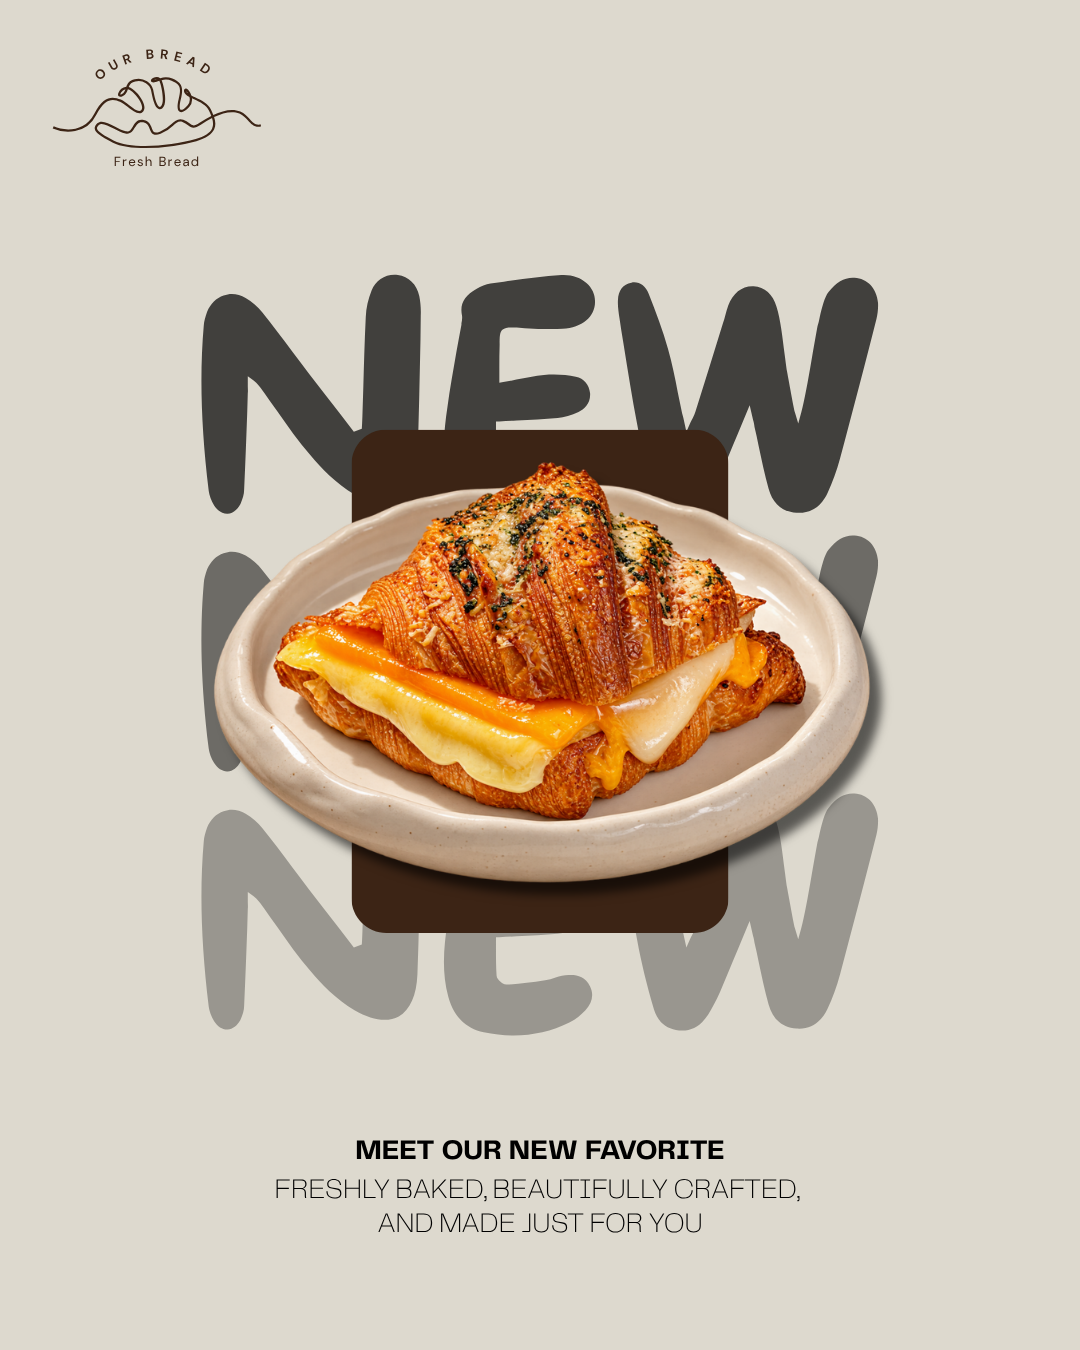 OUR BREAD
Fresh Bread
NEW
NEW
NEW
MEET OUR NEW FAVORITE
FRESHLY BAKED, BEAUTIFULLY CRAFTED,
AND MADE JUST FOR YOU